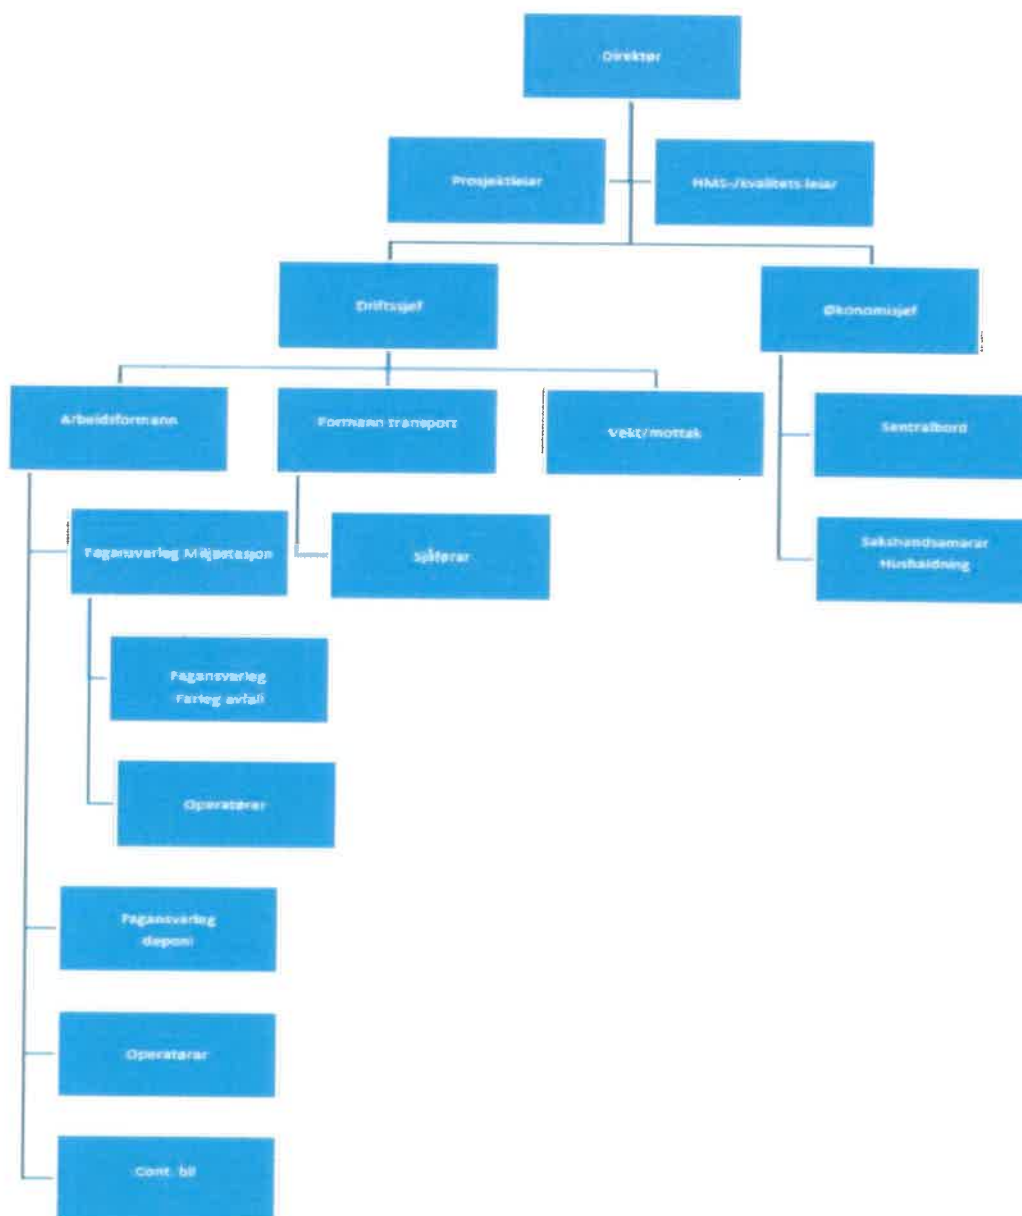 Direktør
Prosjektleiar
HMS-/kvalitets leiar
Driftssjef
Økonomisjef
Arbeidsformann
Formann transport
Vekt/mottak
Sentralbord
Fagansvarleg Miljøstasjon
Sjåførar
Sakshandsamarar
Hushaldning
Fagansvarleg
Farleg avfall
Operatørar
Fagansvarleg
deponi
Operatørar
Cont. bil